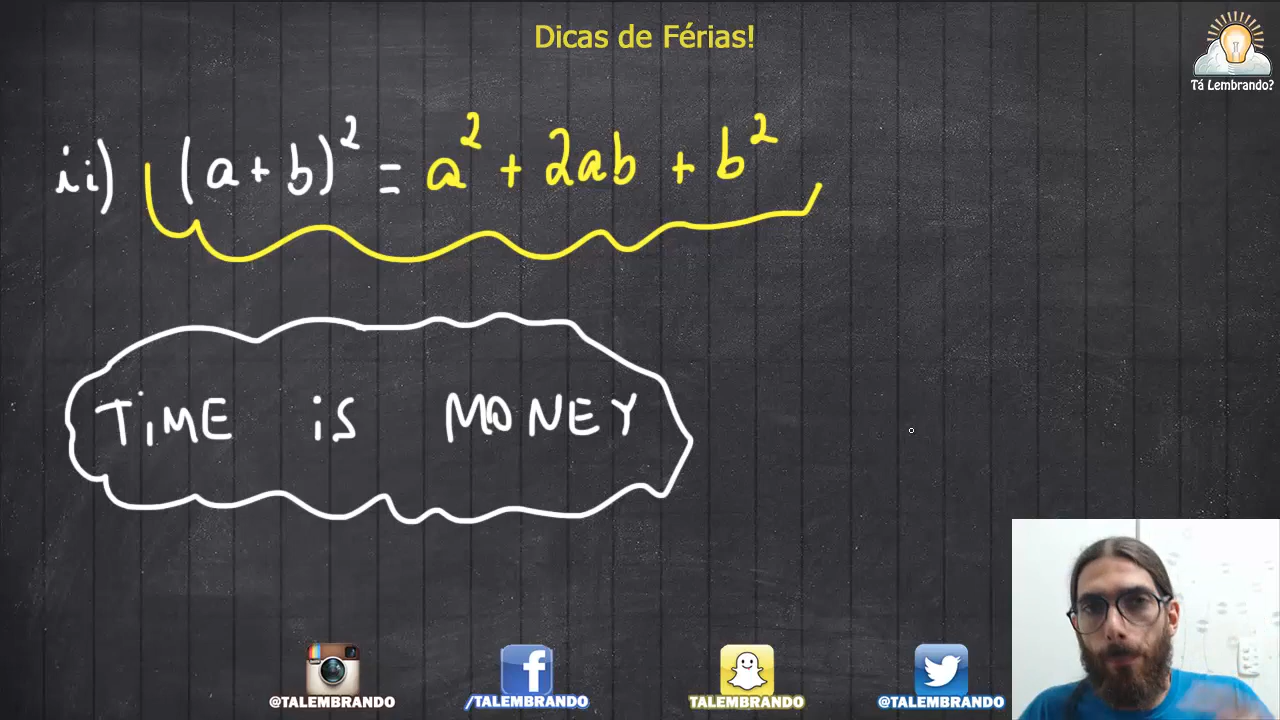 Dicas de Férias!
Tá Lembrando?
ii) (a+b)² = a² + 2ab + b²
TiME iS MONEY
@TALEMBRANDO
/TALEMBRANDO
TALEMBRANDO
@TALEMBRANDO